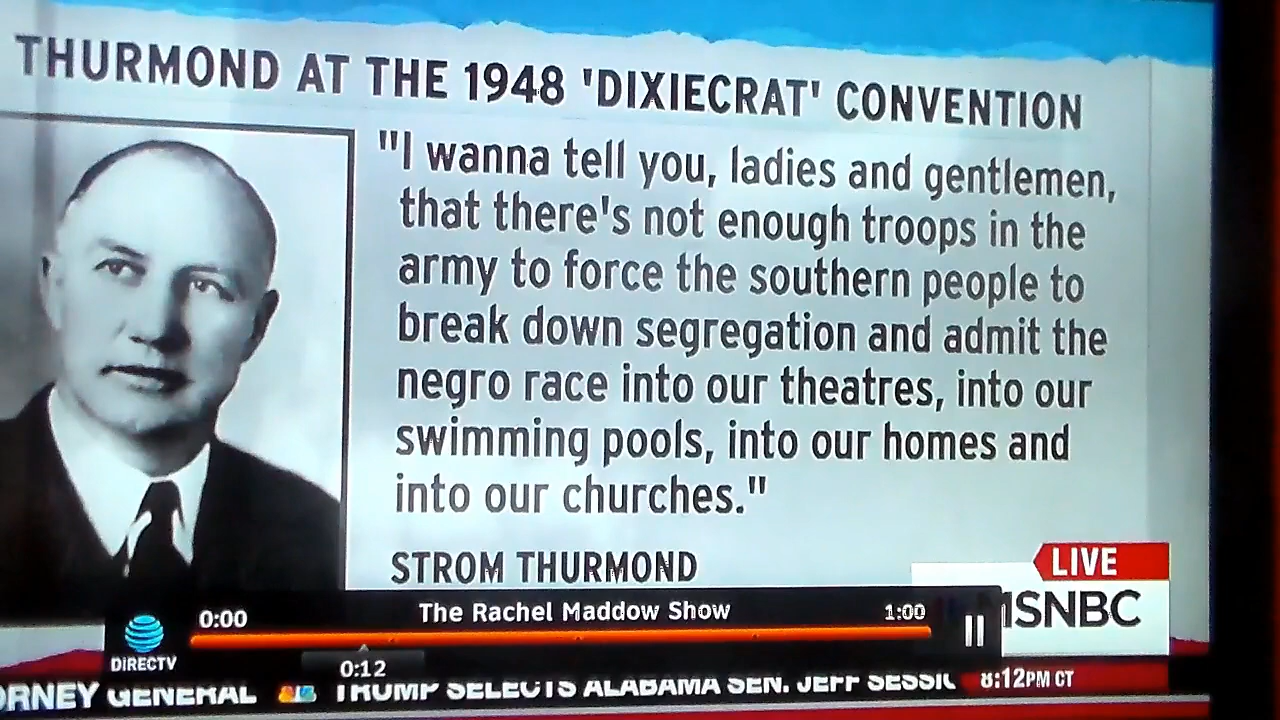 THURMOND AT THE 1948 'DIXIECRAT' CONVENTION
"I wanna tell you, ladies and gentlemen,
that there's not enough troops in the
army to force the southern people to
break down segregation and admit the
negro race into our theatres, into our
swimming pools, into our homes and
into our churches."
STROM THURMOND
LIVE
MSNBC
0:00 The Rachel Maddow Show 1:00
DIRECTV
0:12
ORNEY GENERAL TRUMP SELECTS ALABAMA SEN. JEFF 8:12PM CT